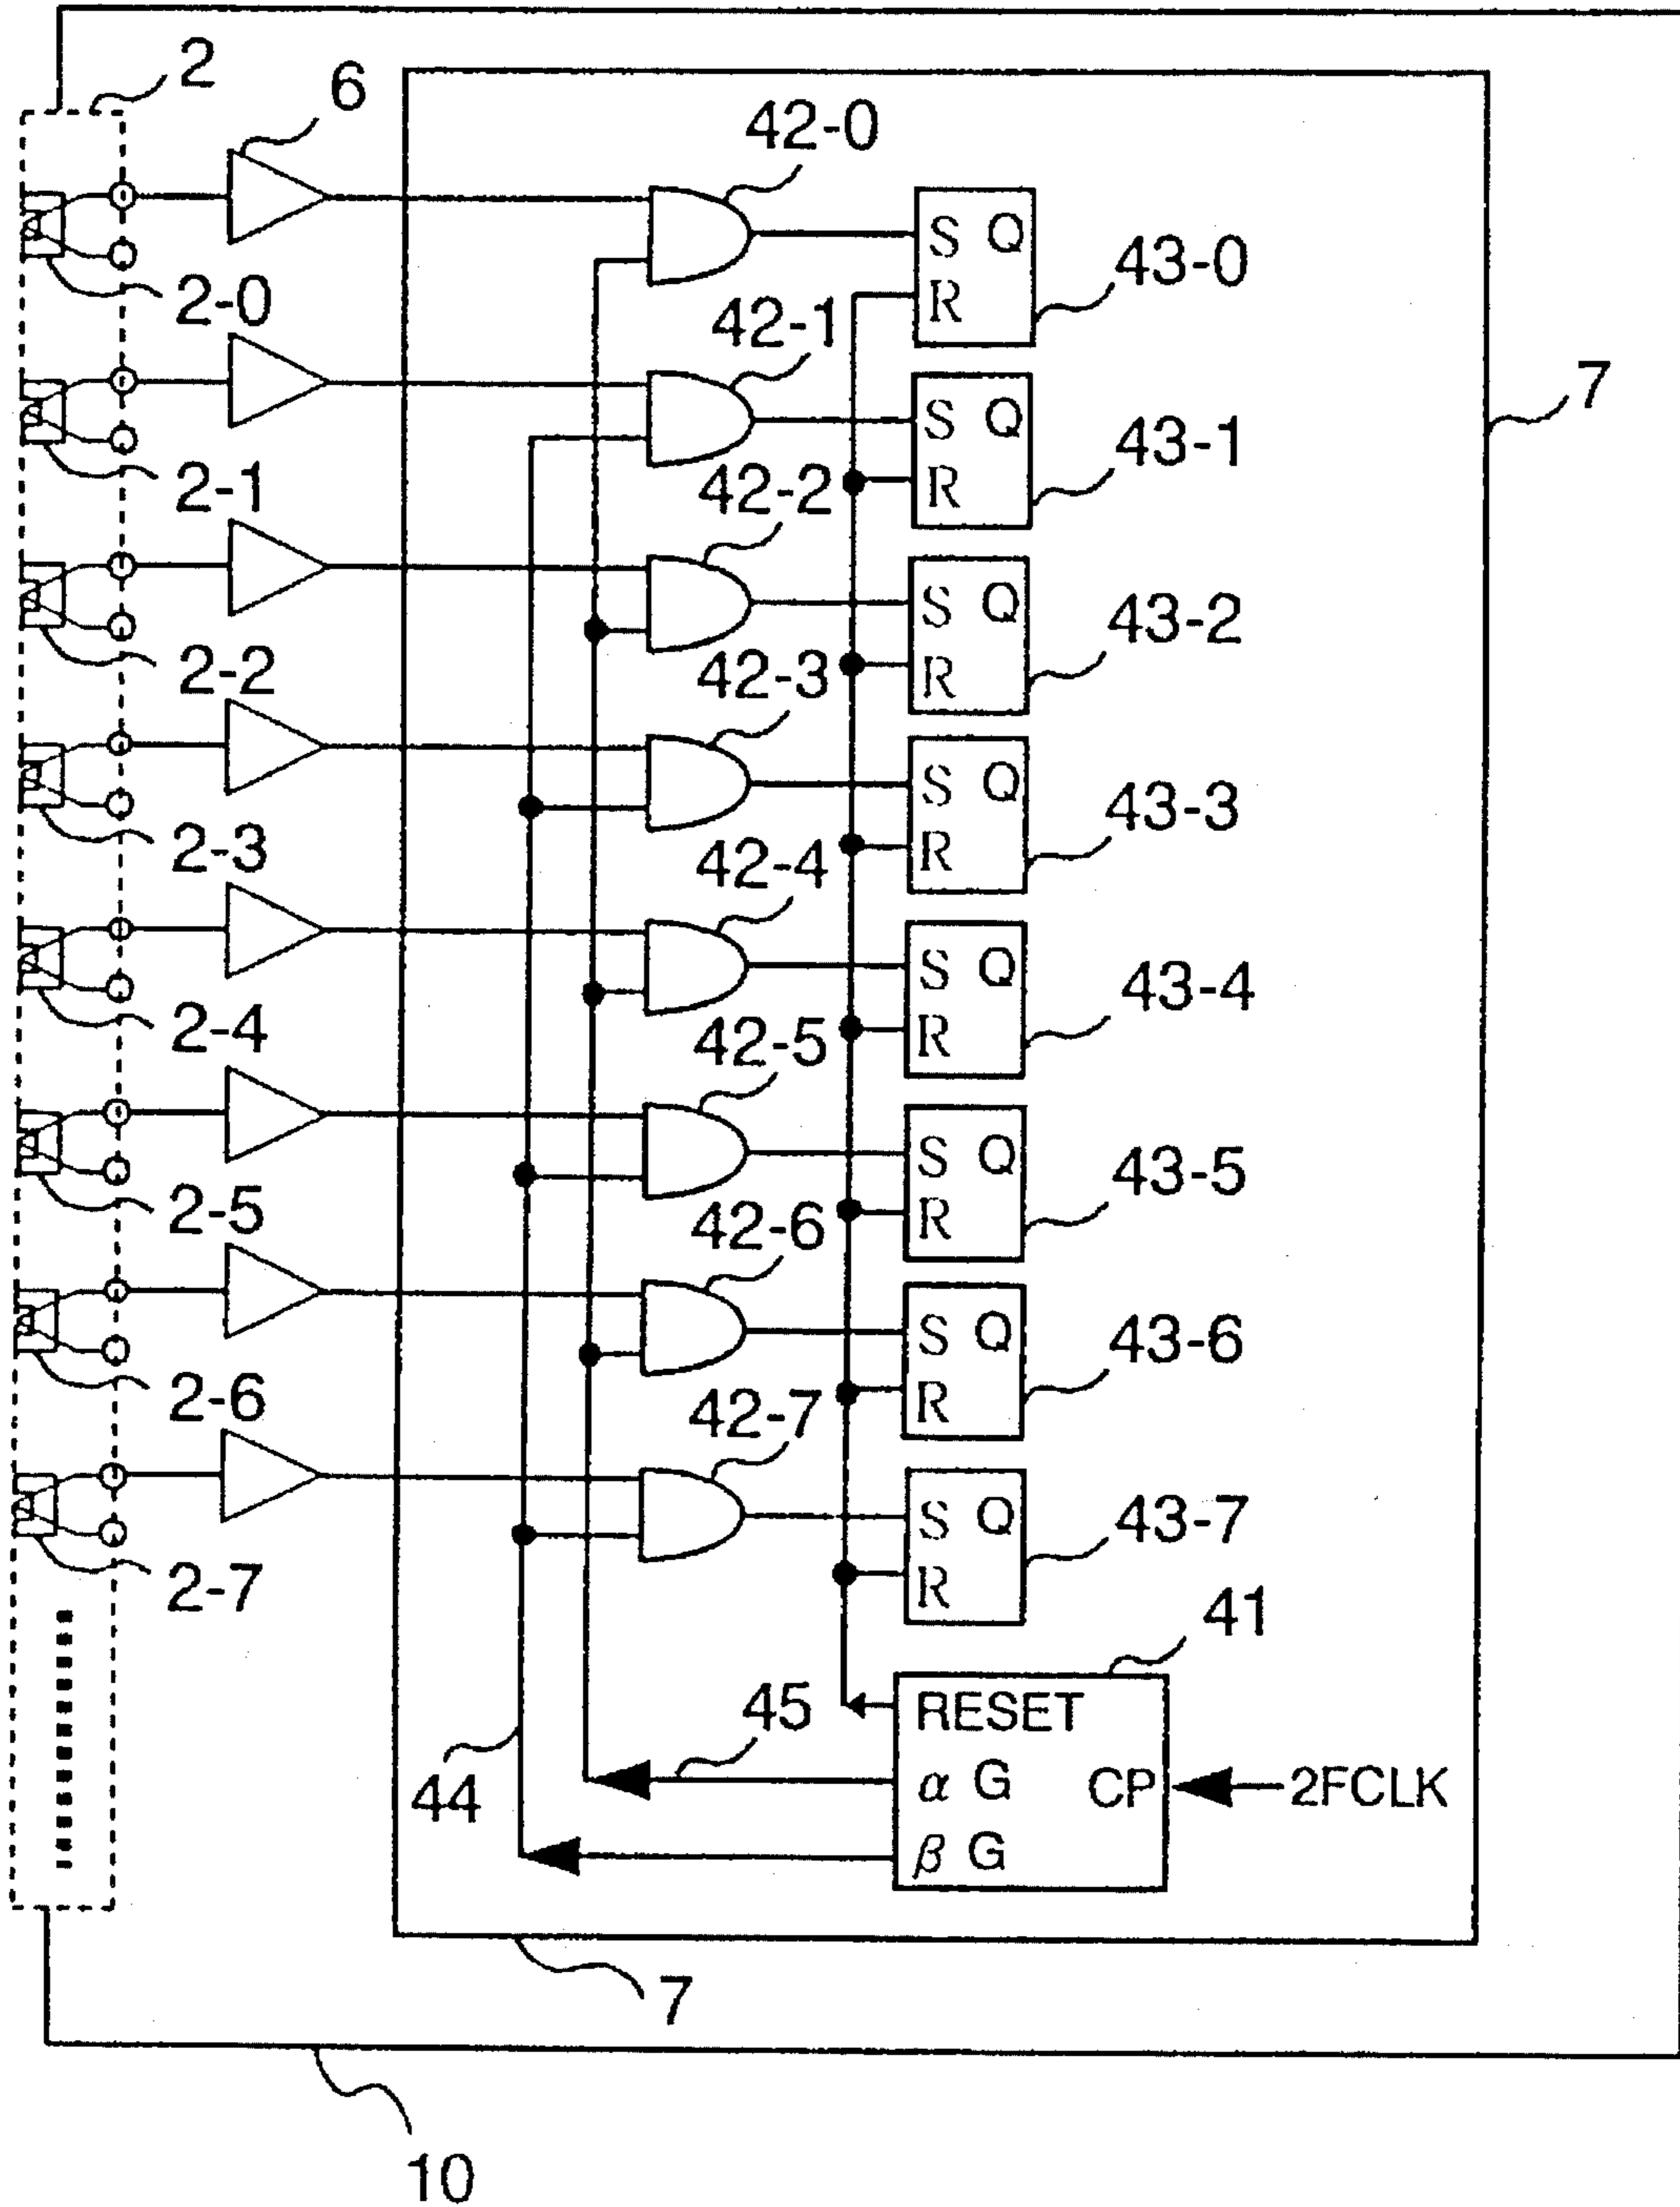 2
6
42-0
S Q
R
43-0
2-0
42-1
S Q
R
43-1
7
2-1
42-2
S Q
R
43-2
2-2
42-3
S Q
R
43-3
2-3
42-4
S Q
R
43-4
2-4
42-5
S Q
R
43-5
2-5
42-6
S Q
R
43-6
2-6
42-7
S Q
R
43-7
2-7
41
RESET
45
α G
CP
2FCLK
44
β G
7
10